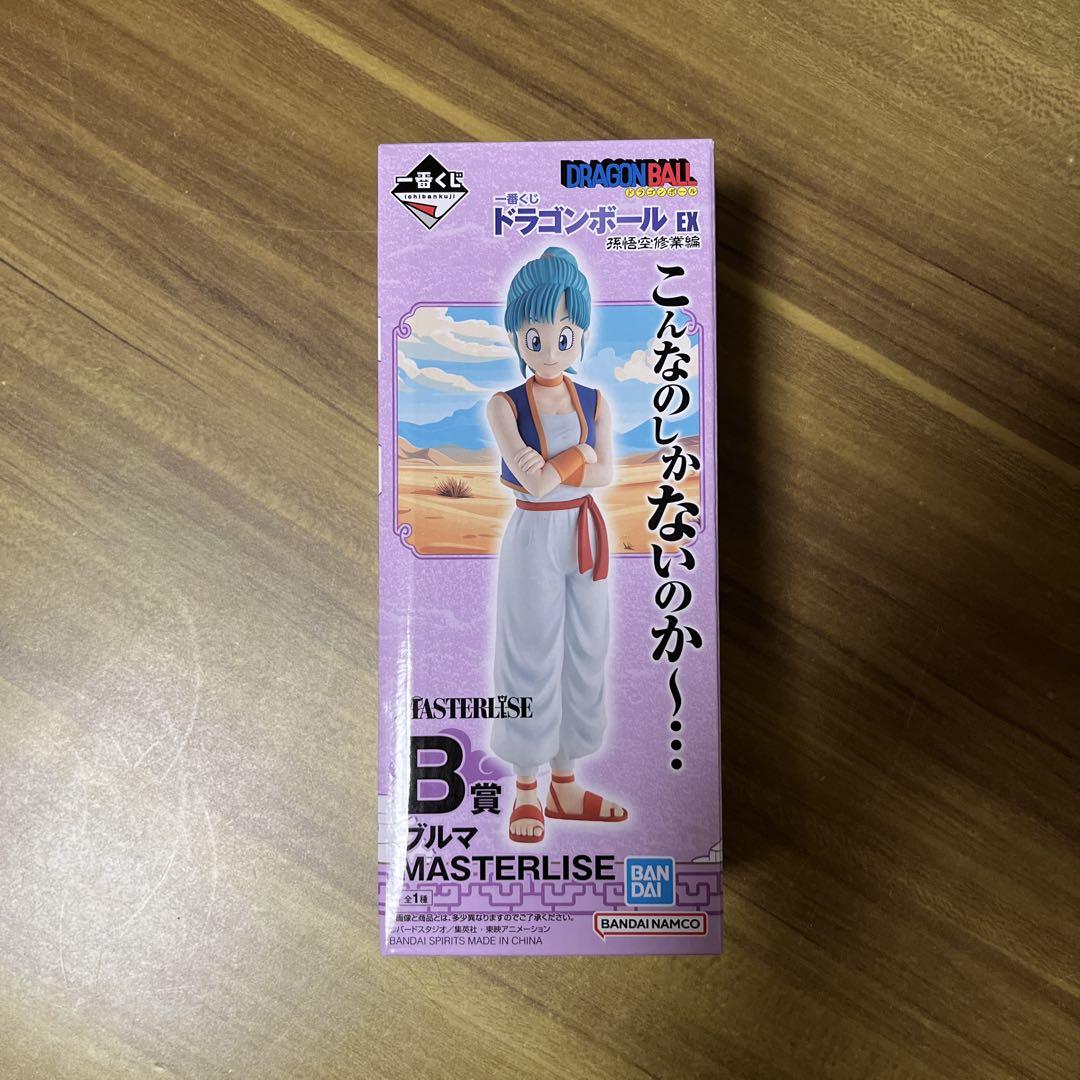 一番くじ
ichibankuji
DRAGON BALL
ドラゴンボール
一番くじ
ドラゴンボール EX
孫悟空修業編
こんなのしかないのか〜…
MASTERLISE
B賞
ブルマ
MASTERLISE
全1種
BAN
DAI
※画像と商品とは、多少異なりますのでご了承ください。
©バードスタジオ／集英社・東映アニメーション
BANDAI SPIRITS MADE IN CHINA
BANDAI NAMCO